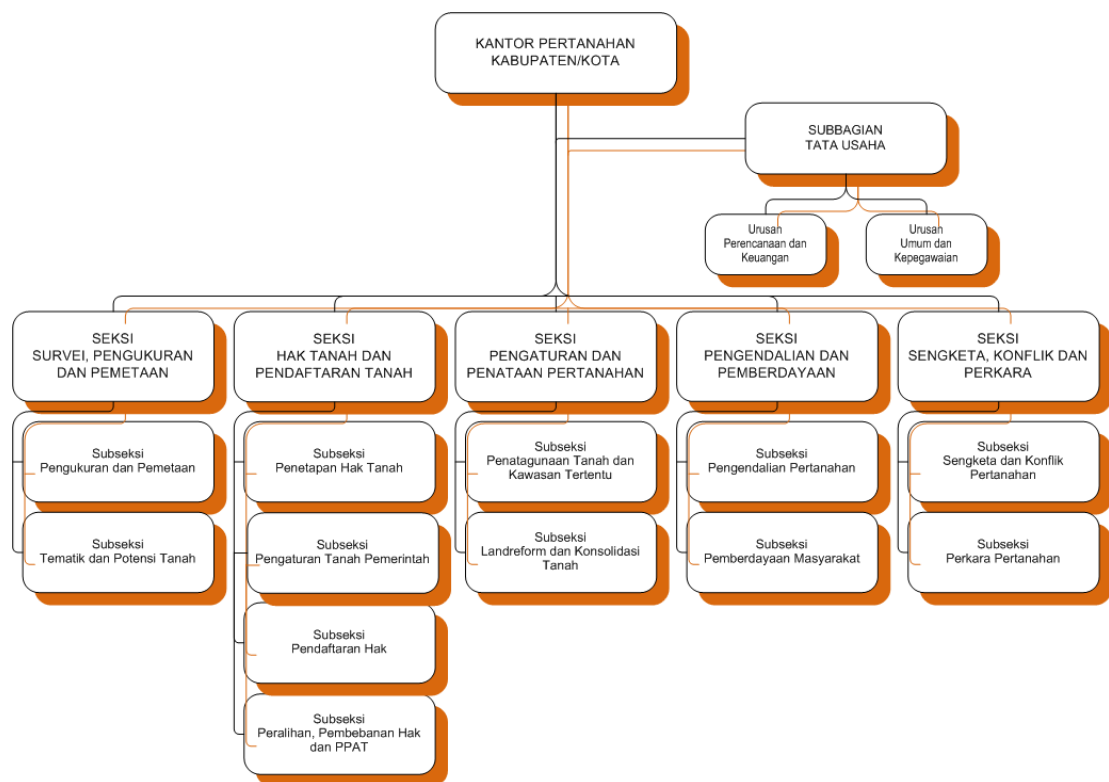 KANTOR PERTANAHAN
KABUPATEN/KOTA
SUBBAGIAN
TATA USAHA
Urusan
Perencanaan dan
Keuangan
Urusan
Umum dan
Kepegawaian
SEKSI
SURVEI, PENGUKURAN
DAN PEMETAAN
Subseksi
Pengukuran dan Pemetaan
Subseksi
Tematik dan Potensi Tanah
SEKSI
HAK TANAH DAN
PENDAFTARAN TANAH
Subseksi
Penetapan Hak Tanah
Subseksi
Pengaturan Tanah Pemerintah
Subseksi
Pendaftaran Hak
Subseksi
Peralihan, Pembebanan Hak
dan PPAT
SEKSI
PENGATURAN DAN
PENATAAN PERTANAHAN
Subseksi
Penatagunaan Tanah dan
Kawasan Tertentu
Subseksi
Landreform dan Konsolidasi
Tanah
SEKSI
PENGENDALIAN DAN
PEMBERDAYAAN
Subseksi
Pengendalian Pertanahan
Subseksi
Pemberdayaan Masyarakat
SEKSI
SENGKETA, KONFLIK DAN
PERKARA
Subseksi
Sengketa dan Konflik
Pertanahan
Subseksi
Perkara Pertanahan